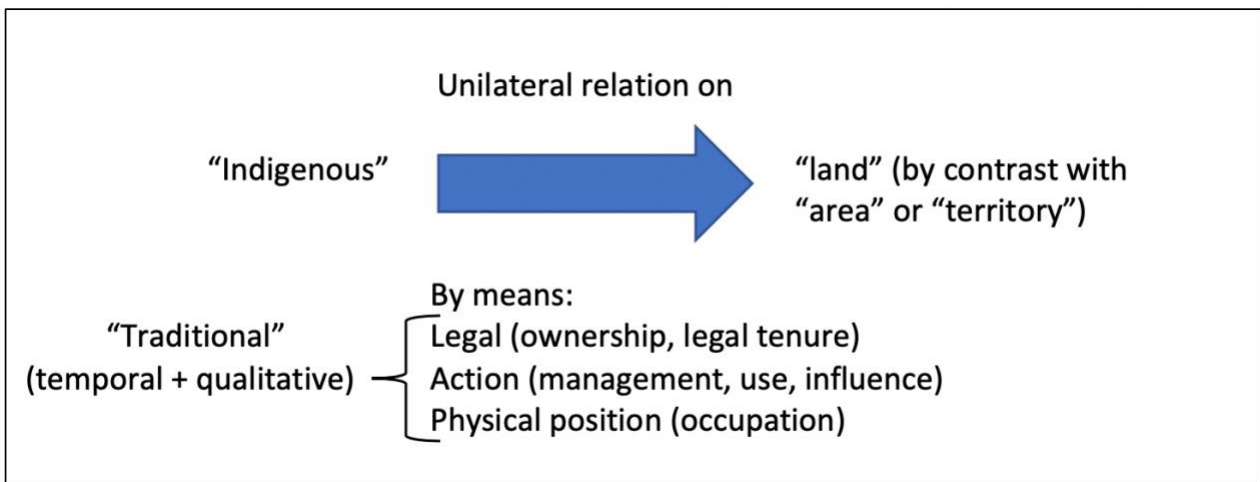 Unilateral relation on
“Indigenous”
“land” (by contrast with
“area” or “territory”)
By means:
“Traditional”
(temporal + qualitative)
Legal (ownership, legal tenure)
Action (management, use, influence)
Physical position (occupation)